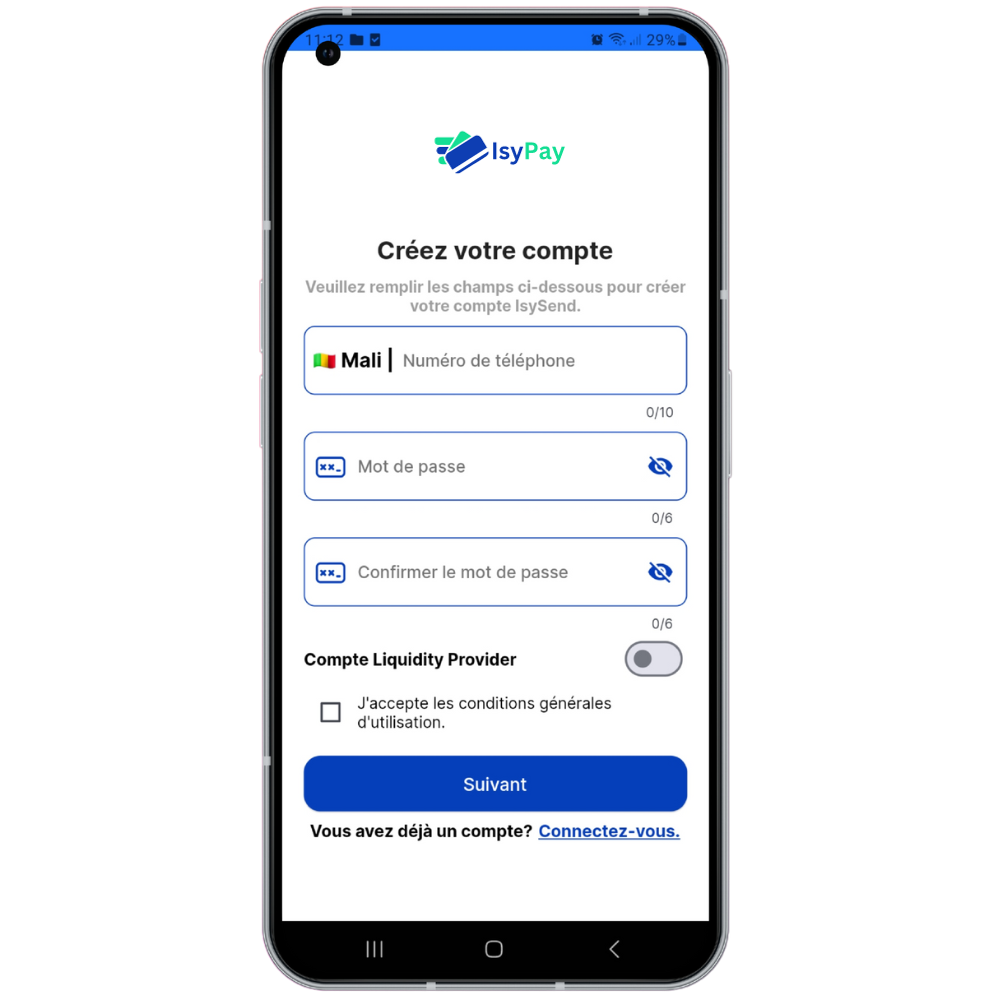 11:12 29%
IsyPay
Créez votre compte
Veuillez remplir les champs ci-dessous pour créer
votre compte IsySend.
Mali | Numéro de téléphone
0/10
Mot de passe
0/6
Confirmer le mot de passe
0/6
Compte Liquidity Provider
J'accepte les conditions générales
d'utilisation.
Suivant
Vous avez déjà un compte? Connectez-vous.